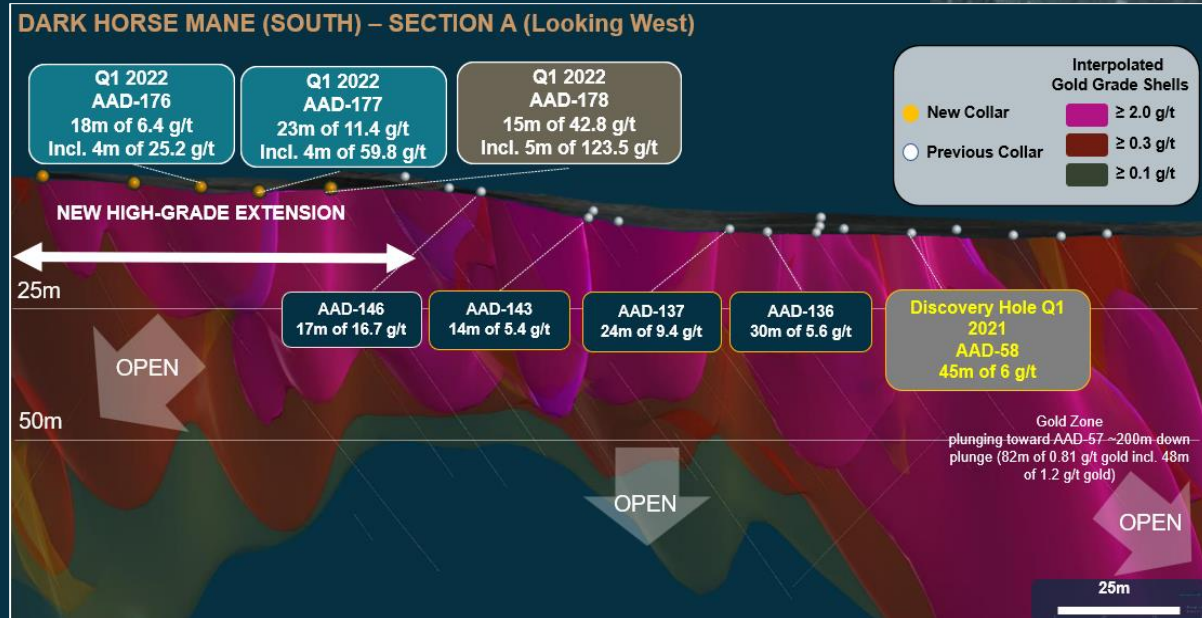 DARK HORSE MANE (SOUTH) – SECTION A (Looking West)
Q1 2022
AAD-176
18m of 6.4 g/t
Incl. 4m of 25.2 g/t
Q1 2022
AAD-177
23m of 11.4 g/t
Incl. 4m of 59.8 g/t
Q1 2022
AAD-178
15m of 42.8 g/t
Incl. 5m of 123.5 g/t
New Collar
Previous Collar
Interpolated
Gold Grade Shells
≥ 2.0 g/t
≥ 0.3 g/t
≥ 0.1 g/t
NEW HIGH-GRADE EXTENSION
25m
AAD-146
17m of 16.7 g/t
AAD-143
14m of 5.4 g/t
AAD-137
24m of 9.4 g/t
AAD-136
30m of 5.6 g/t
Discovery Hole Q1
2021
AAD-58
45m of 6 g/t
OPEN
50m
Gold Zone
plunging toward AAD-57 ~200m down
plunge (82m of 0.81 g/t gold incl. 48m
of 1.2 g/t gold)
OPEN
OPEN
25m